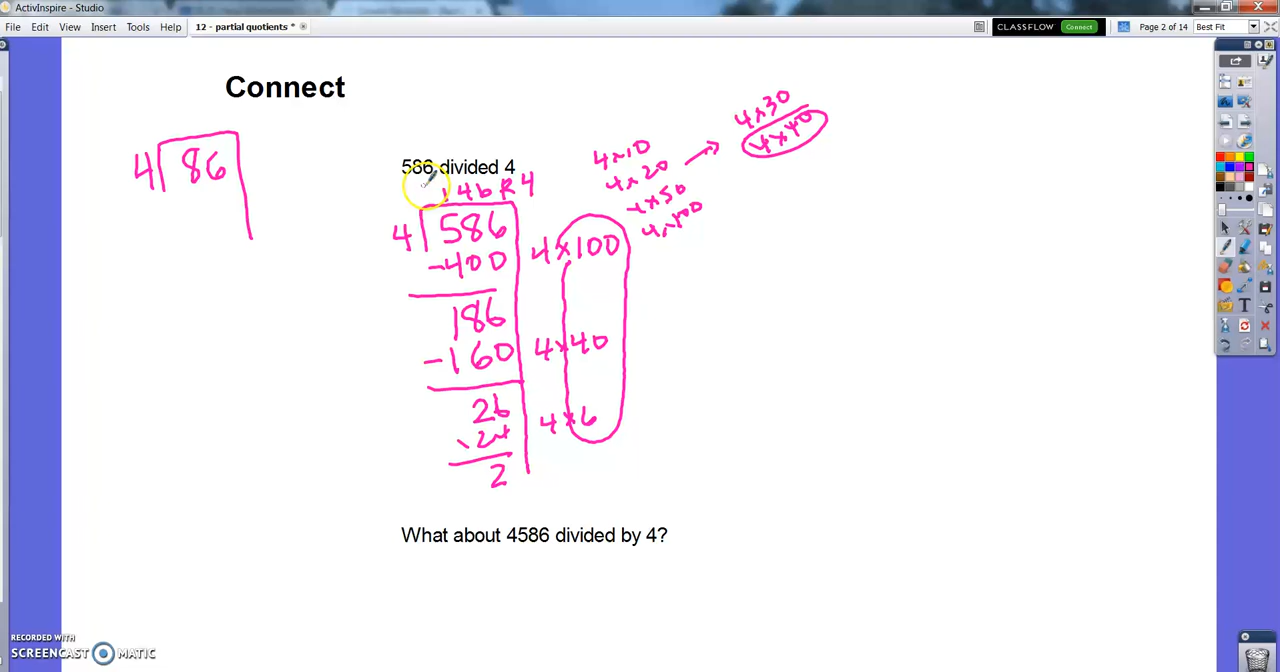 ActivInspire - Studio
File Edit View Insert Tools Help 12 - partial quotients *
CLASSFLOW Connect Page 2 of 14 Best Fit
Connect
4 86
586 divided 4
146 R 4
4 586
-400 4x100
186
-160 4x40
26
24 4x6
2
4x10
4x20
4x50
4x100
4x30
4x40
What about 4586 divided by 4?
RECORDED WITH
SCREENCAST MATIC